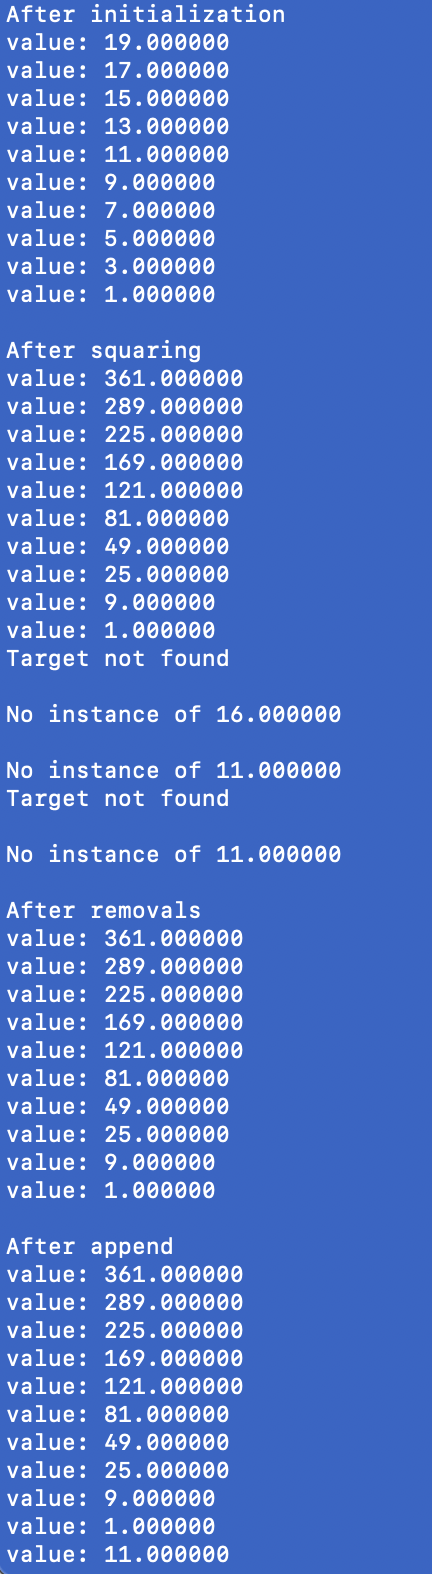 After initialization
value: 19.000000
value: 17.000000
value: 15.000000
value: 13.000000
value: 11.000000
value: 9.000000
value: 7.000000
value: 5.000000
value: 3.000000
value: 1.000000
After squaring
value: 361.000000
value: 289.000000
value: 225.000000
value: 169.000000
value: 121.000000
value: 81.000000
value: 49.000000
value: 25.000000
value: 9.000000
value: 1.000000
Target not found
No instance of 16.000000
No instance of 11.000000
Target not found
No instance of 11.000000
After removals
value: 361.000000
value: 289.000000
value: 225.000000
value: 169.000000
value: 121.000000
value: 81.000000
value: 49.000000
value: 25.000000
value: 9.000000
value: 1.000000
After append
value: 361.000000
value: 289.000000
value: 225.000000
value: 169.000000
value: 121.000000
value: 81.000000
value: 49.000000
value: 25.000000
value: 9.000000
value: 1.000000
value: 11.000000